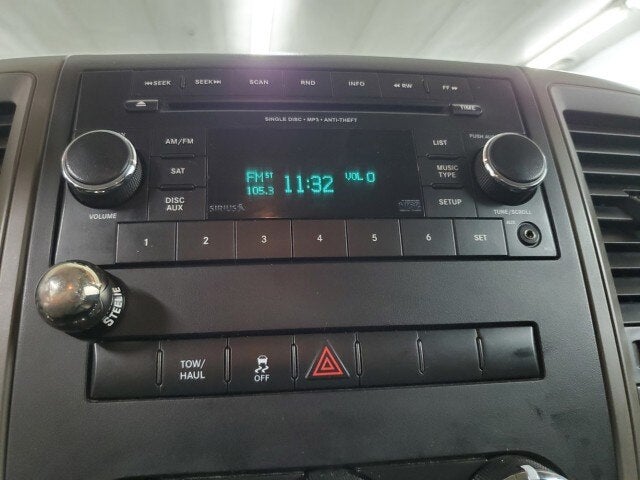 SEEK SEEK SCAN RND INFO RW FF
TIME
SINGLE DISC • MP3 • ANTI-THEFT
AM/FM LIST PUSH
SAT MUSIC TYPE
DISC AUX SETUP
FM ST 11:32 VOL 0
105.3
SIRIUS
VOLUME TUNE/SCROLL
AUX
1 2 3 4 5 6 SET
STEELIE
TOW/ HAUL OFF